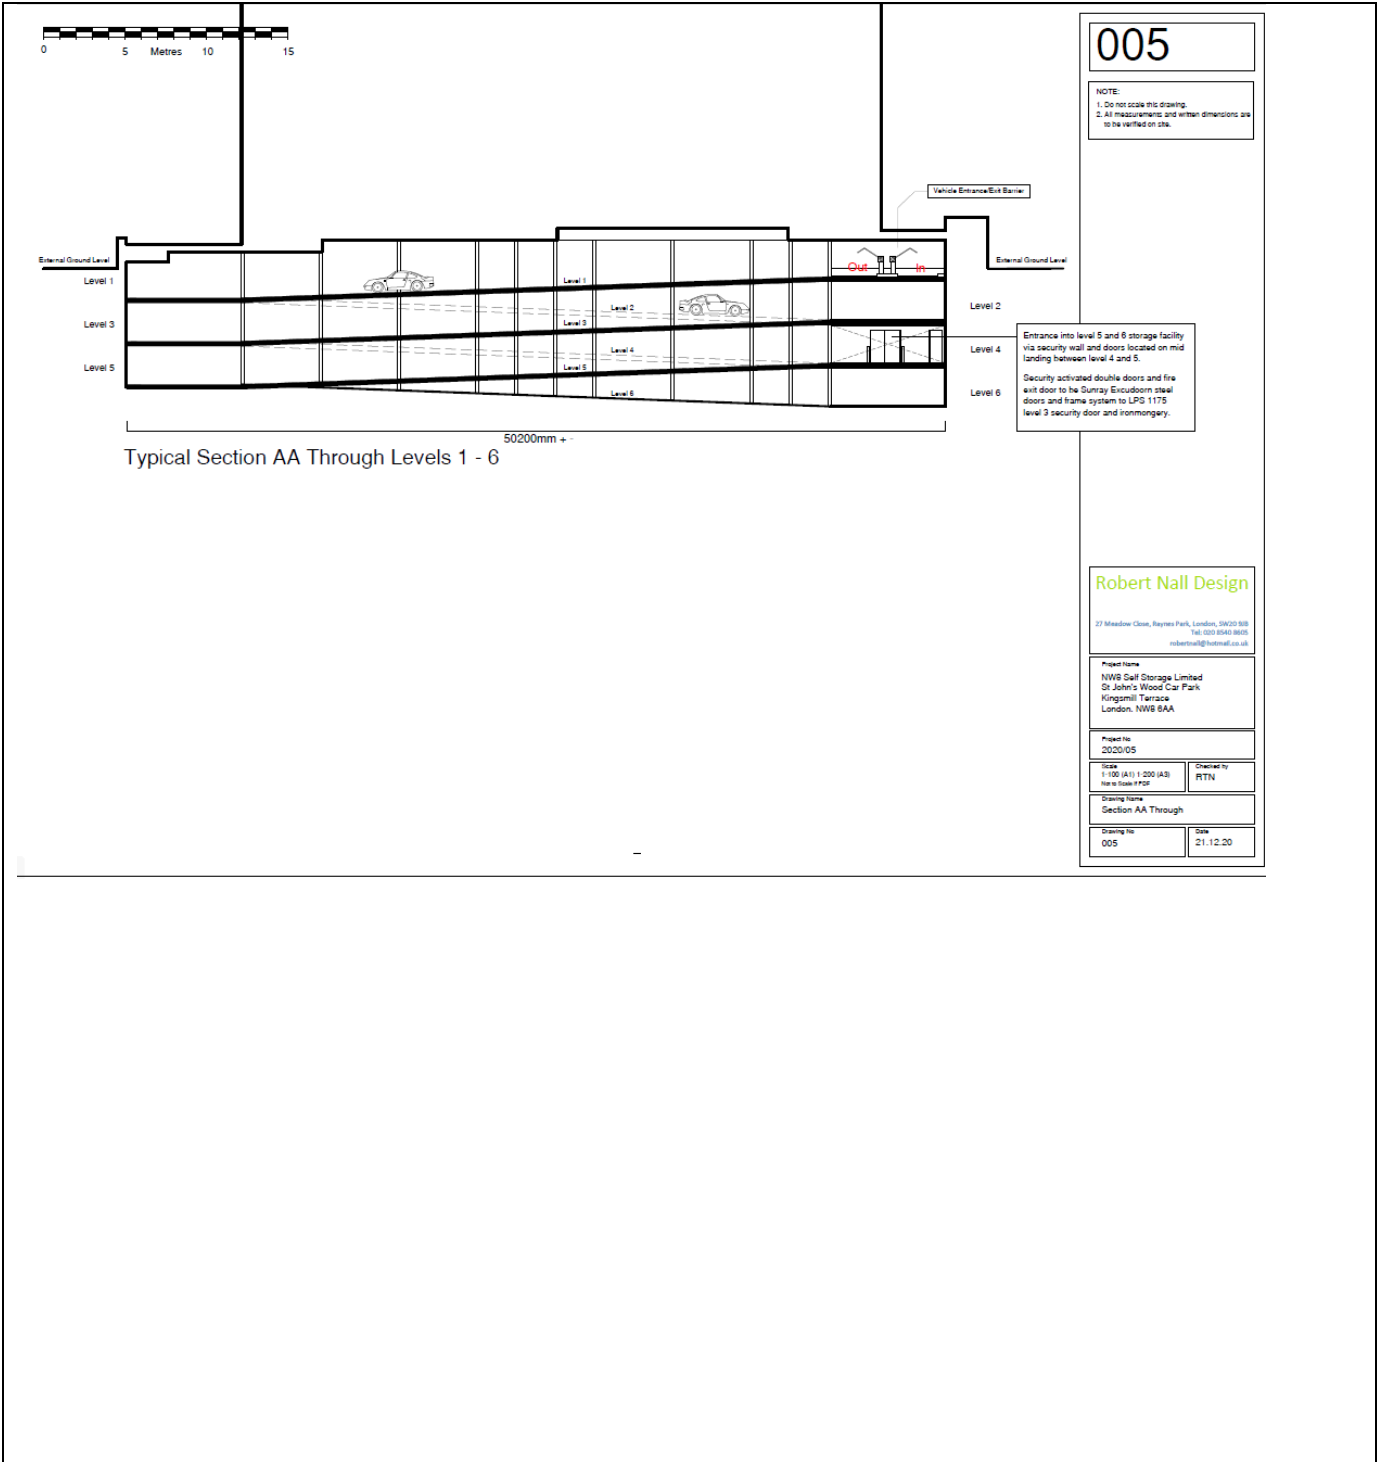 0
5
Metres
10
15
005
NOTE:
1. Do not scale this drawing.
2. All measurements and written dimensions are
to be verified on site.
Vehicle Entrance/Exit Barrier
External Ground Level
External Ground Level
Out
In
Level 1
Level 1
Level 2
Level 2
Level 3
Level 3
Level 4
Level 4
Level 5
Level 5
Level 6
Level 6
Entrance into level 5 and 6 storage facility
via security wall and doors located on mid
landing between level 4 and 5.
Security activated double doors and fire
exit door to be Sunray Excudoorn steel
doors and frame system to LPS 1175
level 3 security door and ironmongery.
50200mm + -
Typical Section AA Through Levels 1 - 6
Robert Nall Design
27 Meadow Close, Raynes Park, London, SW20
Tel: 020 8540 8605
robertnall@hotmail.co.uk
Project Name
NW8 Self Storage Limited
St John's Wood Car Park
Kingsmill Terrace
London. NW8 6AA
Project No
2020/05
Scale
1-100 (A1) 1-200 (A3)
Not to Scale if PDF
Checked by
RTN
Drawing Name
Section AA Through
Drawing No
005
Date
21.12.20